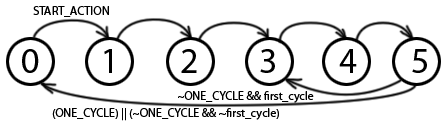 START_ACTION
0 1 2 3 4 5
~ONE_CYCLE && first_cycle
(ONE_CYCLE) || (~ONE_CYCLE && ~first_cycle)